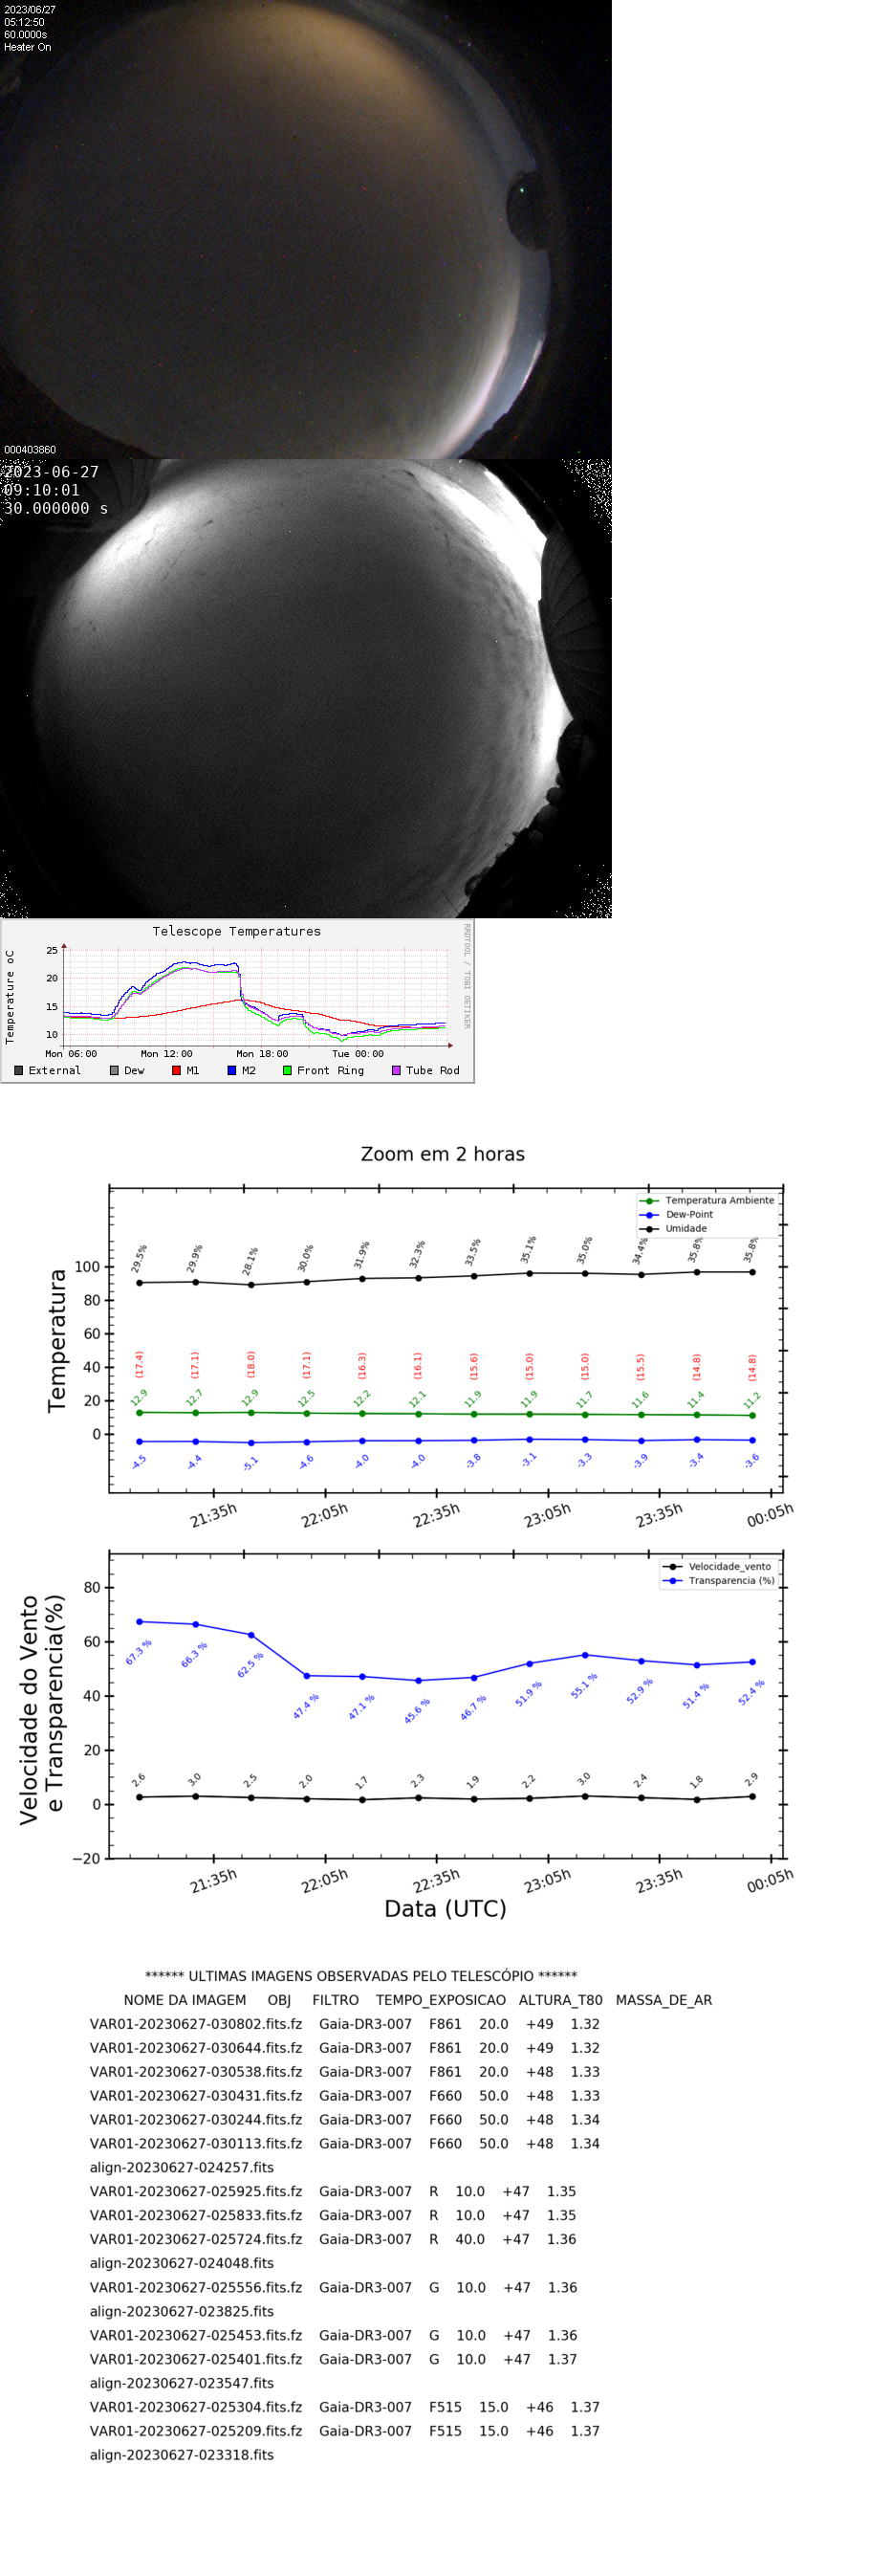 2023/06/27
05:12:50
60.0000s
Heater On
000403860
2023-06-27
09:10:01
30.000000 s
Telescope Temperatures
RRDTOOL / TOBI OETIKER
Temperature oC
25
20
15
10
Mon 06:00 Mon 12:00 Mon 18:00 Tue 00:00
External Dew M1 M2 Front Ring Tube Rod
Zoom em 2 horas
Temperatura Ambiente
Dew-Point
Umidade
Temperatura
100
80
60
40
20
0
29.5% 29.9% 28.1% 30.0% 31.9% 32.3% 33.5% 35.1% 35.0% 34.4% 35.8% 35.8%
(17.4) (17.1) (18.0) (17.1) (16.3) (16.1) (15.6) (15.0) (15.0) (15.5) (14.8) (14.8)
12.9 12.7 12.9 12.5 12.2 12.1 11.9 11.9 11.7 11.6 11.4 11.2
-4.5 -4.4 -5.1 -4.6 -4.0 -4.0 -3.8 -3.1 -3.3 -3.9 -3.4 -3.6
21:35h 22:05h 22:35h 23:05h 23:35h 00:05h
Velocidade_vento
Transparencia (%)
Velocidade do Vento
e Transparencia(%)
80
60
40
20
0
−20
67.3 % 66.3 % 62.5 % 47.4 % 47.1 % 45.6 % 46.7 % 51.9 % 55.1 % 52.9 % 51.4 % 52.4 %
2.6 3.0 2.5 2.0 1.7 2.3 1.9 2.2 3.0 2.4 1.8 2.9
21:35h 22:05h 22:35h 23:05h 23:35h 00:05h
Data (UTC)
****** ULTIMAS IMAGENS OBSERVADAS PELO TELESCÓPIO ******
NOME DA IMAGEM OBJ FILTRO TEMPO_EXPOSICAO ALTURA_T80 MASSA_DE_AR
VAR01-20230627-030802.fits.fz Gaia-DR3-007 F861 20.0 +49 1.32
VAR01-20230627-030644.fits.fz Gaia-DR3-007 F861 20.0 +49 1.32
VAR01-20230627-030538.fits.fz Gaia-DR3-007 F861 20.0 +48 1.33
VAR01-20230627-030431.fits.fz Gaia-DR3-007 F660 50.0 +48 1.33
VAR01-20230627-030244.fits.fz Gaia-DR3-007 F660 50.0 +48 1.34
VAR01-20230627-030113.fits.fz Gaia-DR3-007 F660 50.0 +48 1.34
align-20230627-024257.fits
VAR01-20230627-025925.fits.fz Gaia-DR3-007 R 10.0 +47 1.35
VAR01-20230627-025833.fits.fz Gaia-DR3-007 R 10.0 +47 1.35
VAR01-20230627-025724.fits.fz Gaia-DR3-007 R 40.0 +47 1.36
align-20230627-024048.fits
VAR01-20230627-025556.fits.fz Gaia-DR3-007 G 10.0 +47 1.36
align-20230627-023825.fits
VAR01-20230627-025453.fits.fz Gaia-DR3-007 G 10.0 +47 1.36
VAR01-20230627-025401.fits.fz Gaia-DR3-007 G 10.0 +47 1.37
align-20230627-023547.fits
VAR01-20230627-025304.fits.fz Gaia-DR3-007 F515 15.0 +46 1.37
VAR01-20230627-025209.fits.fz Gaia-DR3-007 F515 15.0 +46 1.37
align-20230627-023318.fits